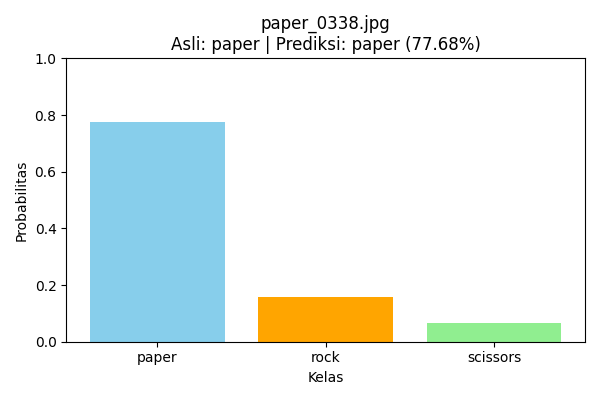 paper_0338.jpg
Asli: paper | Prediksi: paper (77.68%)
1.0
0.8
0.6
0.4
0.2
0.0
Probabilitas
paper rock scissors
Kelas